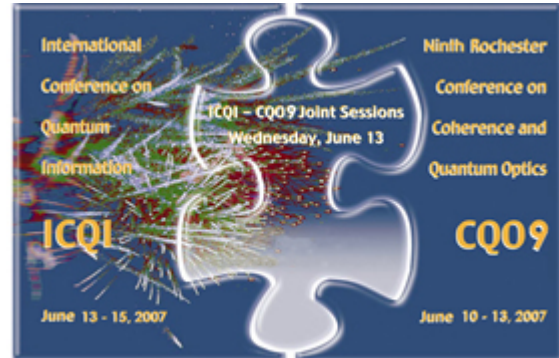 International
Conference on
Quantum
Information
ICQI
June 13 - 15, 2007
ICQI – CQO9 Joint Sessions
Wednesday, June 13
Ninth Rochester
Conference on
Coherence and
Quantum Optics
CQO9
June 10 - 13, 2007